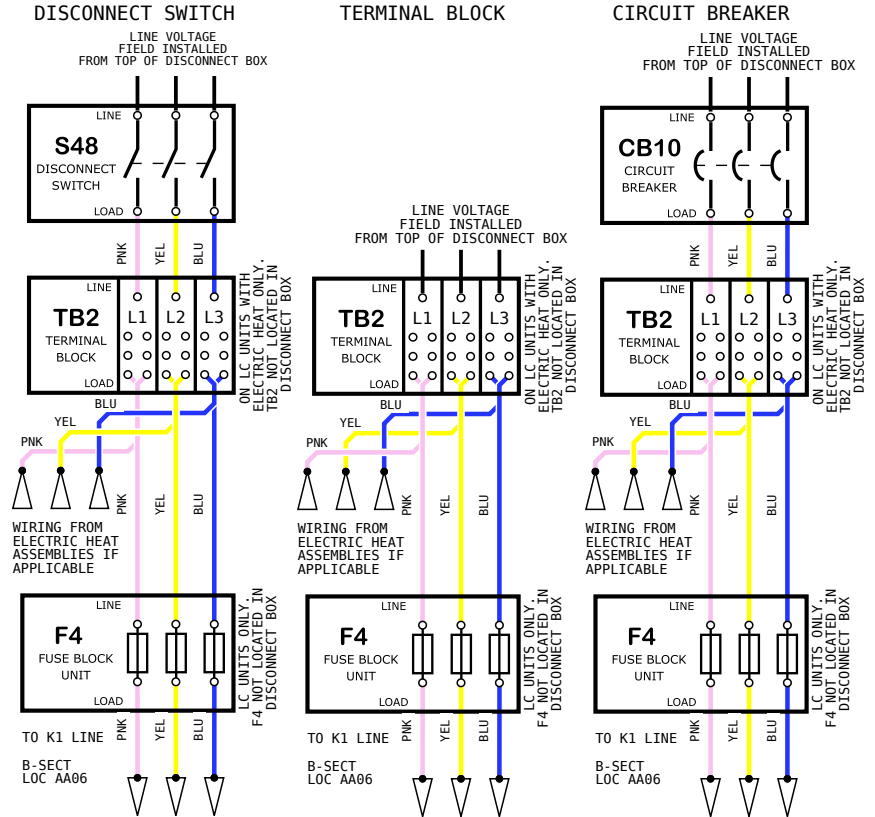 DISCONNECT SWITCH
LINE VOLTAGE
FIELD INSTALLED
FROM TOP OF DISCONNECT BOX
LINE
S48
DISCONNECT
SWITCH
LOAD
PNK
YEL
BLU
LINE
TB2
TERMINAL
BLOCK
LOAD
L1
L2
L3
ON LC UNITS WITH
ELECTRIC HEAT ONLY.
TB2 NOT LOCATED IN
DISCONNECT BOX
BLU
YEL
PNK
WIRING FROM
ELECTRIC HEAT
ASSEMBLIES IF
APPLICABLE
PNK
YEL
BLU
LINE
F4
FUSE BLOCK
UNIT
LOAD
LC UNITS ONLY.
F4 NOT LOCATED IN
DISCONNECT BOX
PNK
YEL
BLU
TO K1 LINE
B-SECT
LOC AA06
TERMINAL BLOCK
LINE VOLTAGE
FIELD INSTALLED
FROM TOP OF DISCONNECT BOX
LINE
TB2
TERMINAL
BLOCK
LOAD
L1
L2
L3
ON LC UNITS WITH
ELECTRIC HEAT ONLY.
TB2 NOT LOCATED IN
DISCONNECT BOX
BLU
YEL
PNK
WIRING FROM
ELECTRIC HEAT
ASSEMBLIES IF
APPLICABLE
PNK
YEL
BLU
LINE
F4
FUSE BLOCK
UNIT
LOAD
LC UNITS ONLY.
F4 NOT LOCATED IN
DISCONNECT BOX
PNK
YEL
BLU
TO K1 LINE
B-SECT
LOC AA06
CIRCUIT BREAKER
LINE VOLTAGE
FIELD INSTALLED
FROM TOP OF DISCONNECT BOX
LINE
CB10
CIRCUIT
BREAKER
LOAD
PNK
YEL
BLU
LINE
TB2
TERMINAL
BLOCK
LOAD
L1
L2
L3
ON LC UNITS WITH
ELECTRIC HEAT ONLY.
TB2 NOT LOCATED IN
DISCONNECT BOX
BLU
YEL
PNK
WIRING FROM
ELECTRIC HEAT
ASSEMBLIES IF
APPLICABLE
PNK
YEL
BLU
LINE
F4
FUSE BLOCK
UNIT
LOAD
LC UNITS ONLY.
F4 NOT LOCATED IN
DISCONNECT BOX
PNK
YEL
BLU
TO K1 LINE
B-SECT
LOC AA06